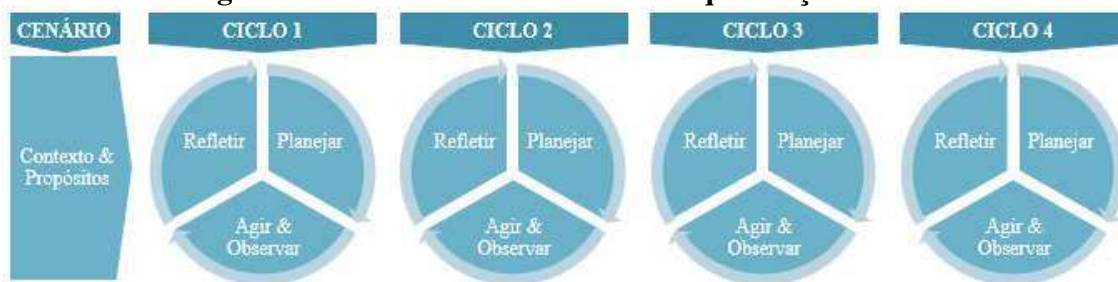 CENÁRIO
CICLO 1
CICLO 2
CICLO 3
CICLO 4
Contexto &
Propósitos
Refletir
Planejar
Agir &
Observar
Refletir
Planejar
Agir &
Observar
Refletir
Planejar
Agir &
Observar
Refletir
Planejar
Agir &
Observar